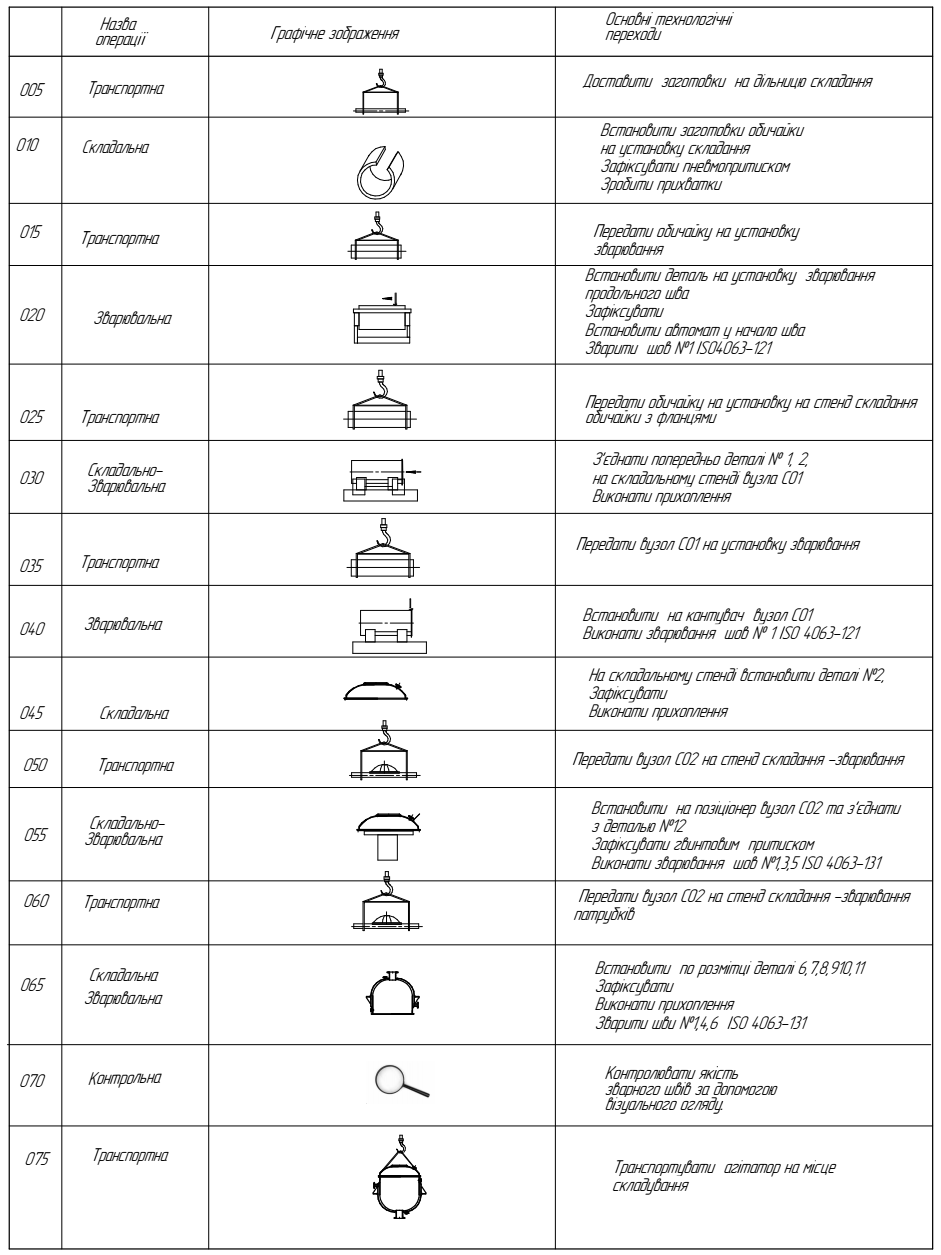 Назва
операції
Графічне зображення
Основні технологічні
переходи
005
Транспортна
Доставити заготовки на дільницю складання
010
Складальна
Встановити заготовки обичайки
на установку складання
Зафіксувати пневмопритиском
Зробити прихватки
015
Транспортна
Передати обичайку на установку
зварювання
020
Зварювальна
Встановити деталь на установку зварювання
продольного шва
Зафіксувати
Встановити автомат у начало шва
Зварити шов №1 ISO4063-121
025
Транспортна
Передати обичайку на установку на стенд складання
обичайки з фланцями
030
Складально-
Зварювальна
З'єднати попередньо деталі № 1, 2,
на складальному стенді вузла СО1
Виконати прихоплення
035
Транспортна
Передати вузол СО1 на установку зварювання
040
Зварювальна
Встановити на кантувач вузол СО1
Виконати зварювання шов № 1 ISO 4063-121
045
Складальна
На складальному стенді встановити деталі №2,
Зафіксувати
Виконати прихоплення
050
Транспортна
Передати вузол СО2 на стенд складання -зварювання
055
Складально-
Зварювальна
Встановити на позіціонер вузол СО2 та з'єднати
з деталью №12
Зафіксувати гвинтовим притиском
Виконати зварювання шов №1,3,5 ISO 4063-131
060
Транспортна
Передати вузол СО2 на стенд складання -зварювання
патрубків
065
Складальна
Зварювальна
Встановити по розмітці деталі 6,7,8,910,11
Зафіксувати
Виконати прихоплення
Зварити шви №1,4,6 ISO 4063-131
070
Контрольна
Контролювати якість
зварного швів за допомогою
візуального огляду.
075
Транспортна
Транспортувати агітатор на місце
складування